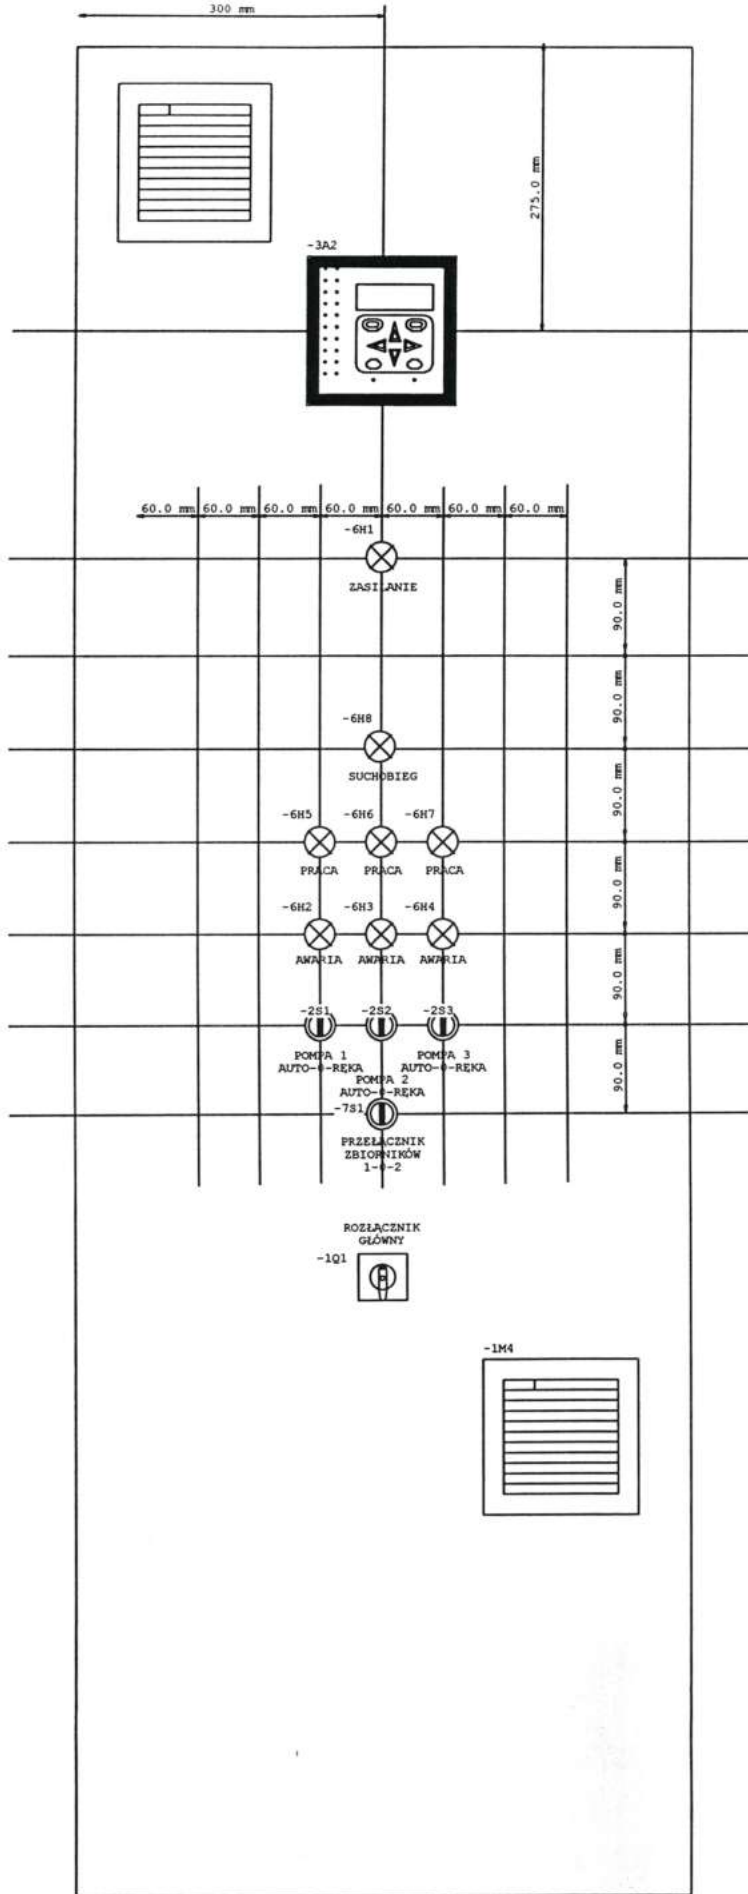 300 mm
275.0 mm
-3A2
60.0 mm 60.0 mm 60.0 mm 60.0 mm 60.0 mm 60.0 mm 60.0 mm
-6H1
ZASILANIE
90.0 mm
90.0 mm
-6H8
SUCHOBIEG
90.0 mm
-6H5 -6H6 -6H7
PRACA PRACA PRACA
90.0 mm
-6H2 -6H3 -6H4
AWARIA AWARIA AWARIA
90.0 mm
-2S1 -2S2 -2S3
POMPA 1
AUTO-0-RĘKA
POMPA 2
AUTO-0-RĘKA
POMPA 3
AUTO-0-RĘKA
90.0 mm
-7S1
PRZEŁĄCZNIK
ZBIORNIKÓW
1-0-2
ROZŁĄCZNIK
GŁÓWNY
-1Q1
-1M4